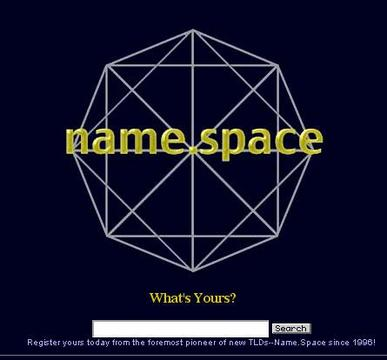 name.space
What's Yours?
Search
Register yours today from the foremost pioneer of new TLDs--Name.Space since 1996!